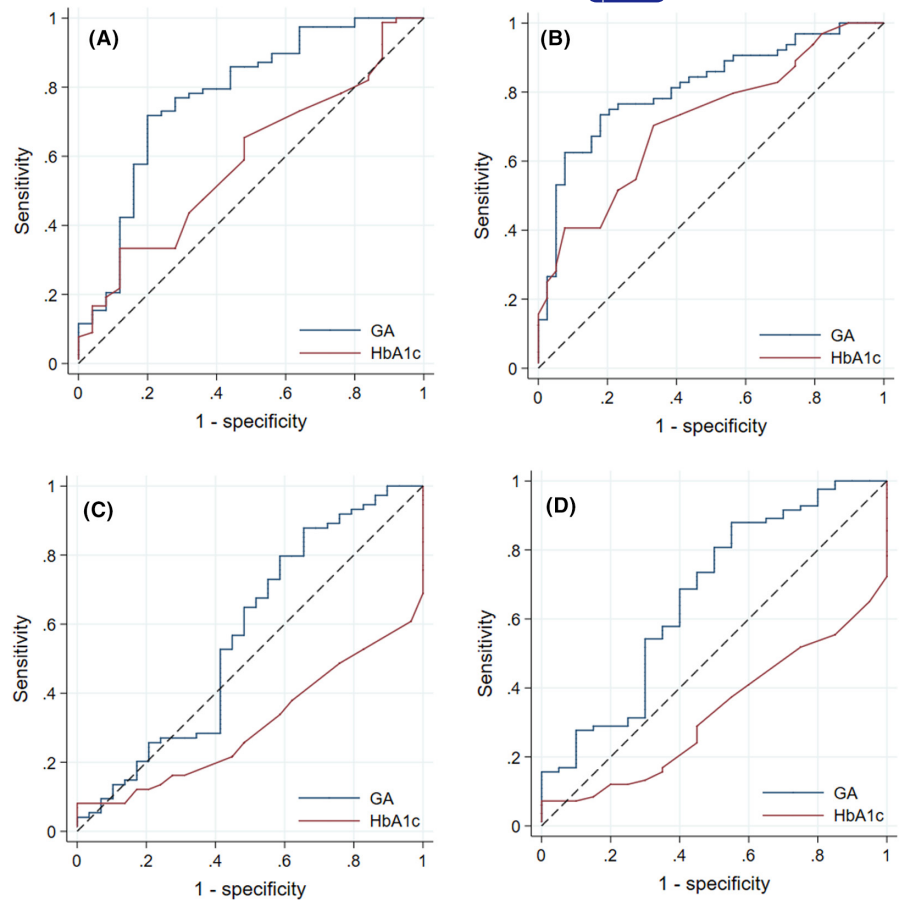 (A)
1
.8
.6
.4
.2
0
Sensitivity
0 .2 .4 .6 .8 1
1 - specificity
GA
HbA1c
(B)
1
.8
.6
.4
.2
0
Sensitivity
0 .2 .4 .6 .8 1
1 - specificity
GA
HbA1c
(C)
1
.8
.6
.4
.2
0
Sensitivity
0 .2 .4 .6 .8 1
1 - specificity
GA
HbA1c
(D)
1
.8
.6
.4
.2
0
Sensitivity
0 .2 .4 .6 .8 1
1 - specificity
GA
HbA1c